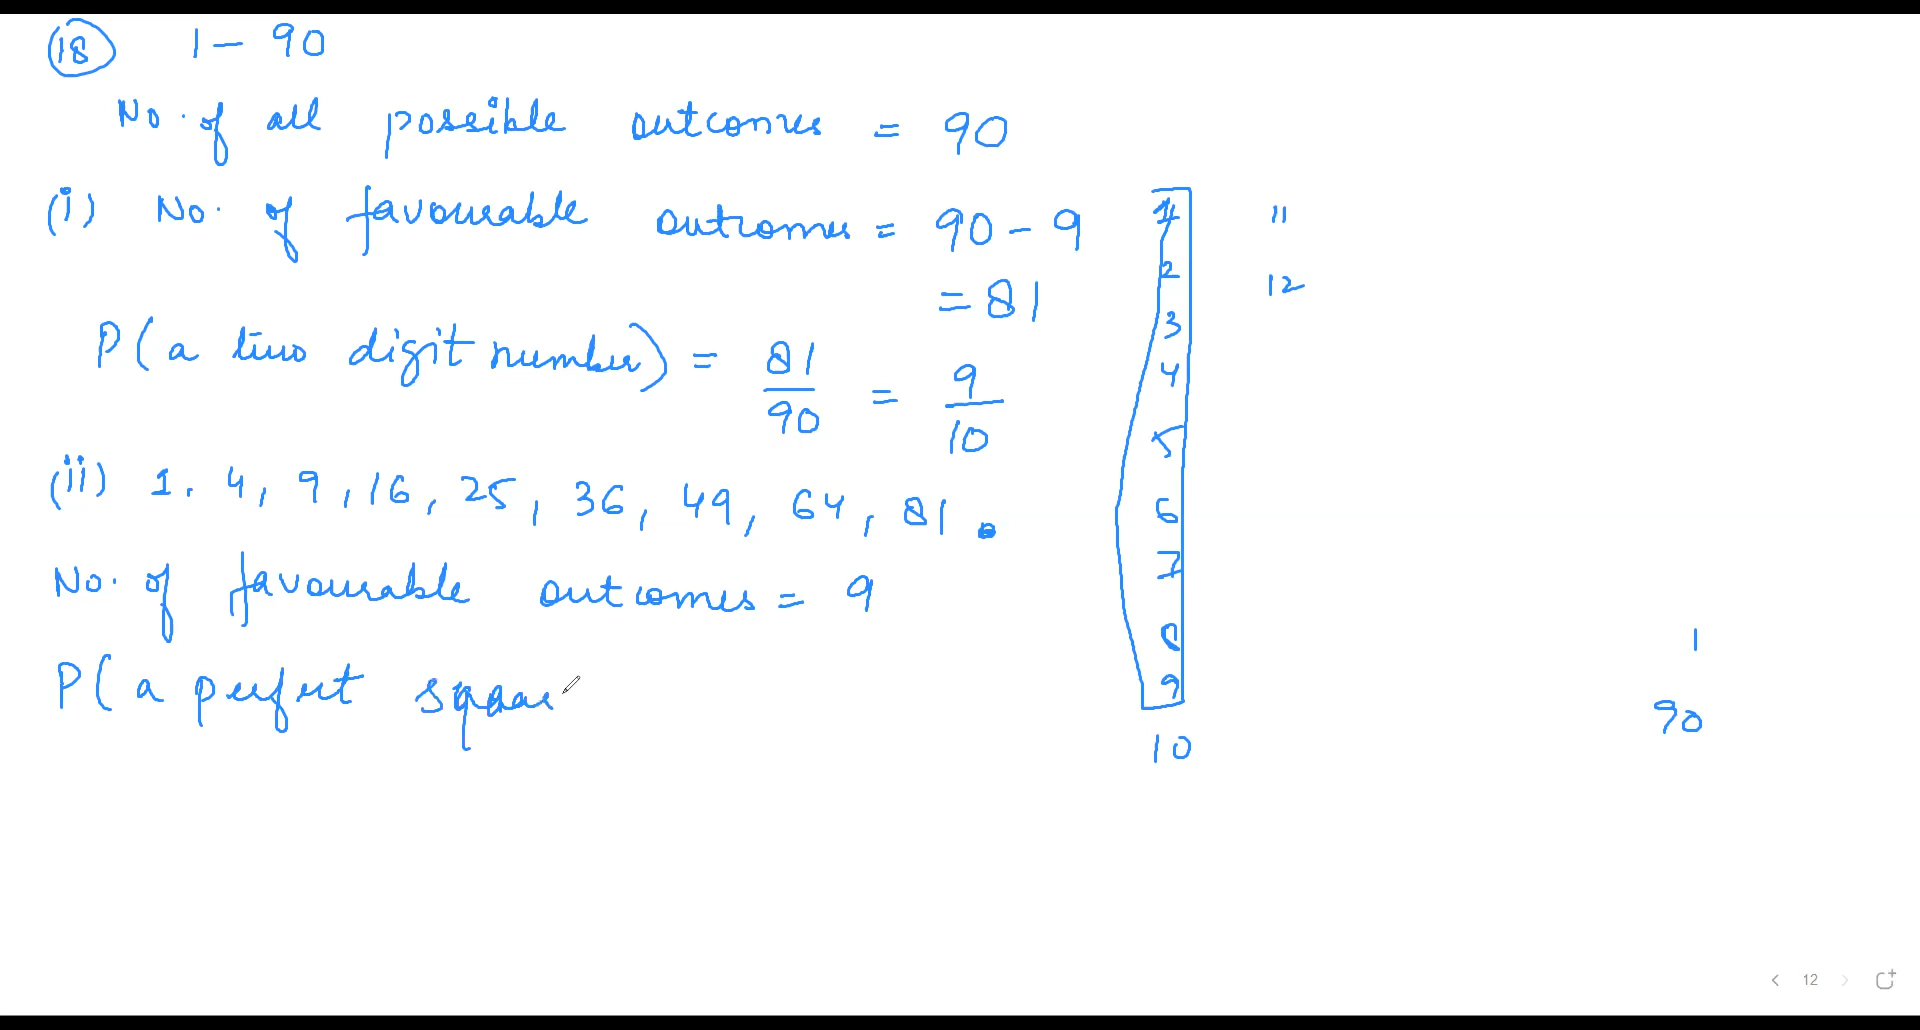 18 1 - 90
No. of all possible outcomes = 90
(i) No. of favourable outcomes = 90 - 9
= 81
P(a two digit number) = 81/90 = 9/10
(ii) 1, 4, 9, 16, 25, 36, 49, 64, 81.
No. of favourable outcomes = 9
P(a perfect square
1
2
3
4
5
6
7
8
9
10
11
12
1
90
12